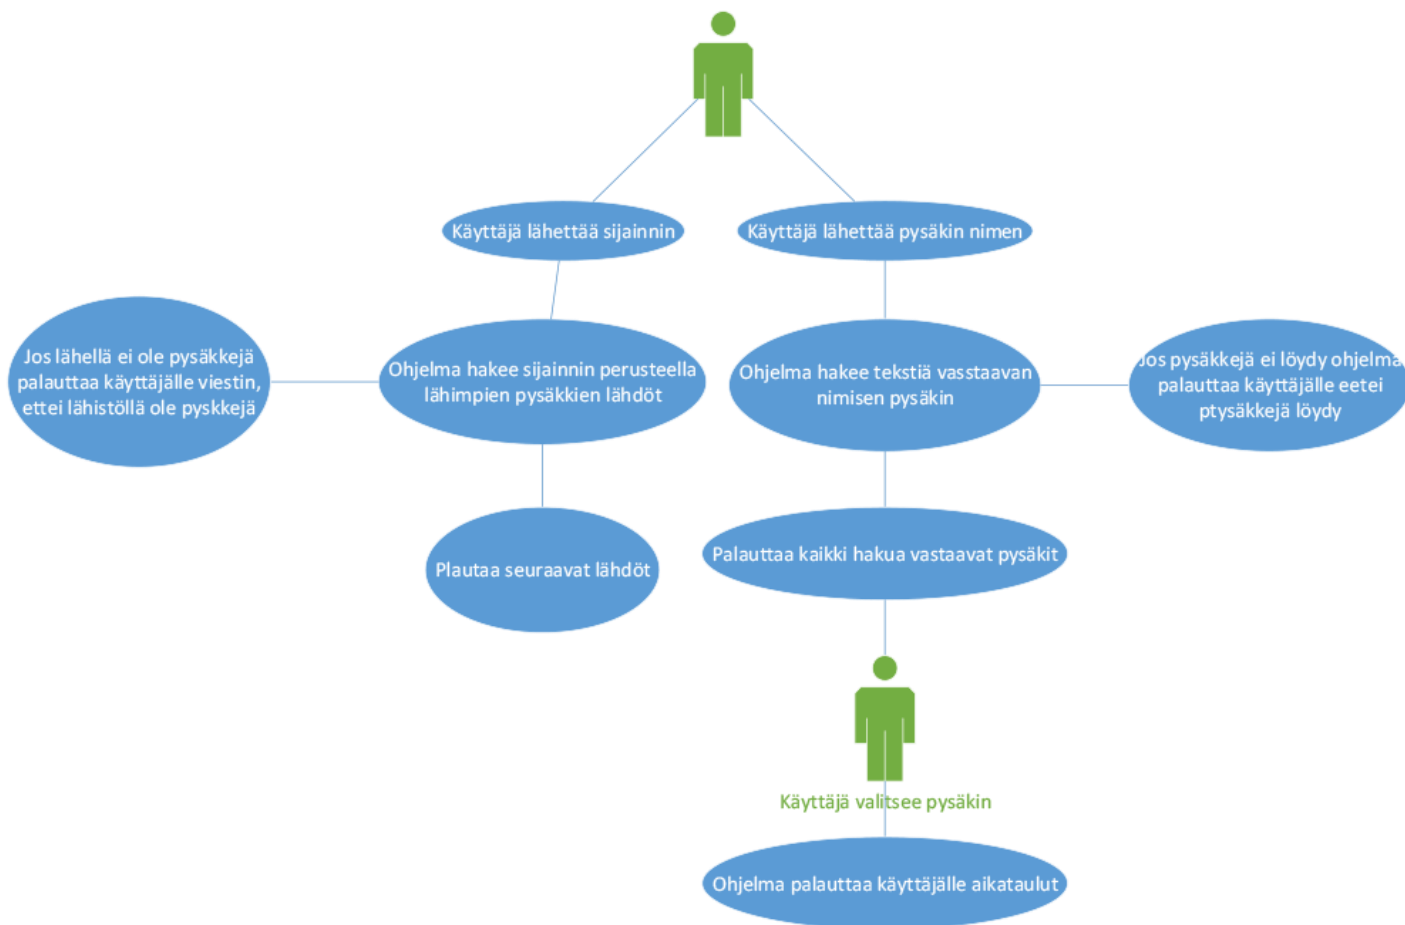 Käyttäjä lähettää sijainnin
Käyttäjä lähettää pysäkin nimen
Jos lähellä ei ole pysäkkejä
palauttaa käyttäjälle viestin,
ettei lähistöllä ole pyskkejä
Ohjelma hakee sijainnin perusteella
lähimpien pysäkkien lähdöt
Ohjelma hakee tekstiä vasstaavan
nimisen pysäkin
Jos pysäkkejä ei löydy ohjelma
palauttaa käyttäjälle eetei
ptysäkkejä löydy
Plautaa seuraavat lähdöt
Palauttaa kaikki hakua vastaavat pysäkit
Käyttäjä valitsee pysäkin
Ohjelma palauttaa käyttäjälle aikataulut